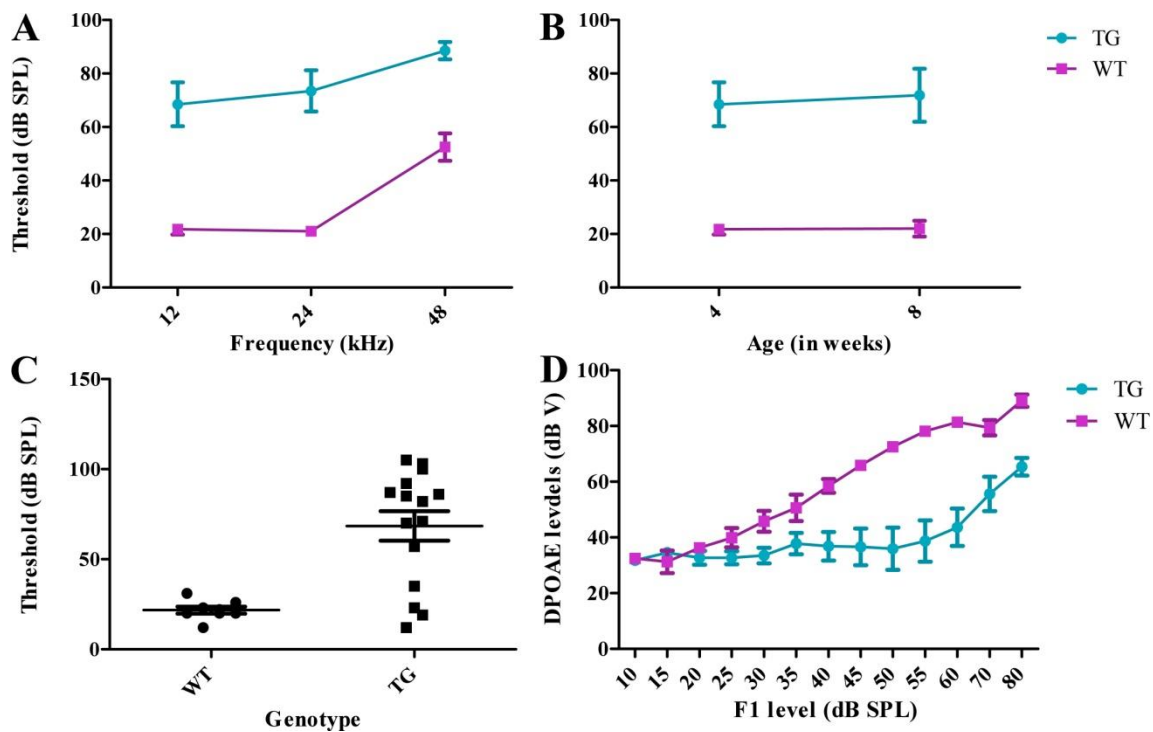 A
Threshold (dB SPL)
100
80
60
40
20
0
12
24
48
Frequency (kHz)
B
100
80
60
40
20
0
4
8
Age (in weeks)
TG
WT
C
Threshold (dB SPL)
150
100
50
0
WT
TG
Genotype
D
DPOAE levdels (dB V)
100
80
60
40
20
0
10
15
20
25
30
35
40
45
50
55
60
70
80
F1 level (dB SPL)
TG
WT